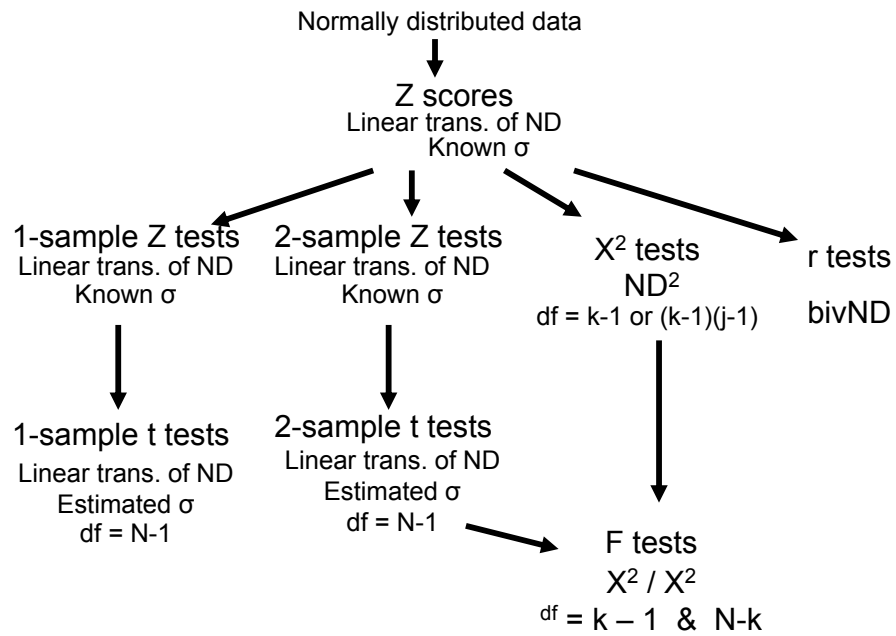 Normally distributed data
Z scores
Linear trans. of ND
Known σ
1-sample Z tests
Linear trans. of ND
Known σ
2-sample Z tests
Linear trans. of ND
Known σ
X² tests
ND²
df = k-1 or (k-1)(j-1)
r tests
bivND
1-sample t tests
Linear trans. of ND
Estimated σ
df = N-1
2-sample t tests
Linear trans. of ND
Estimated σ
df = N-1
F tests
X² / X²
df = k – 1 & N-k